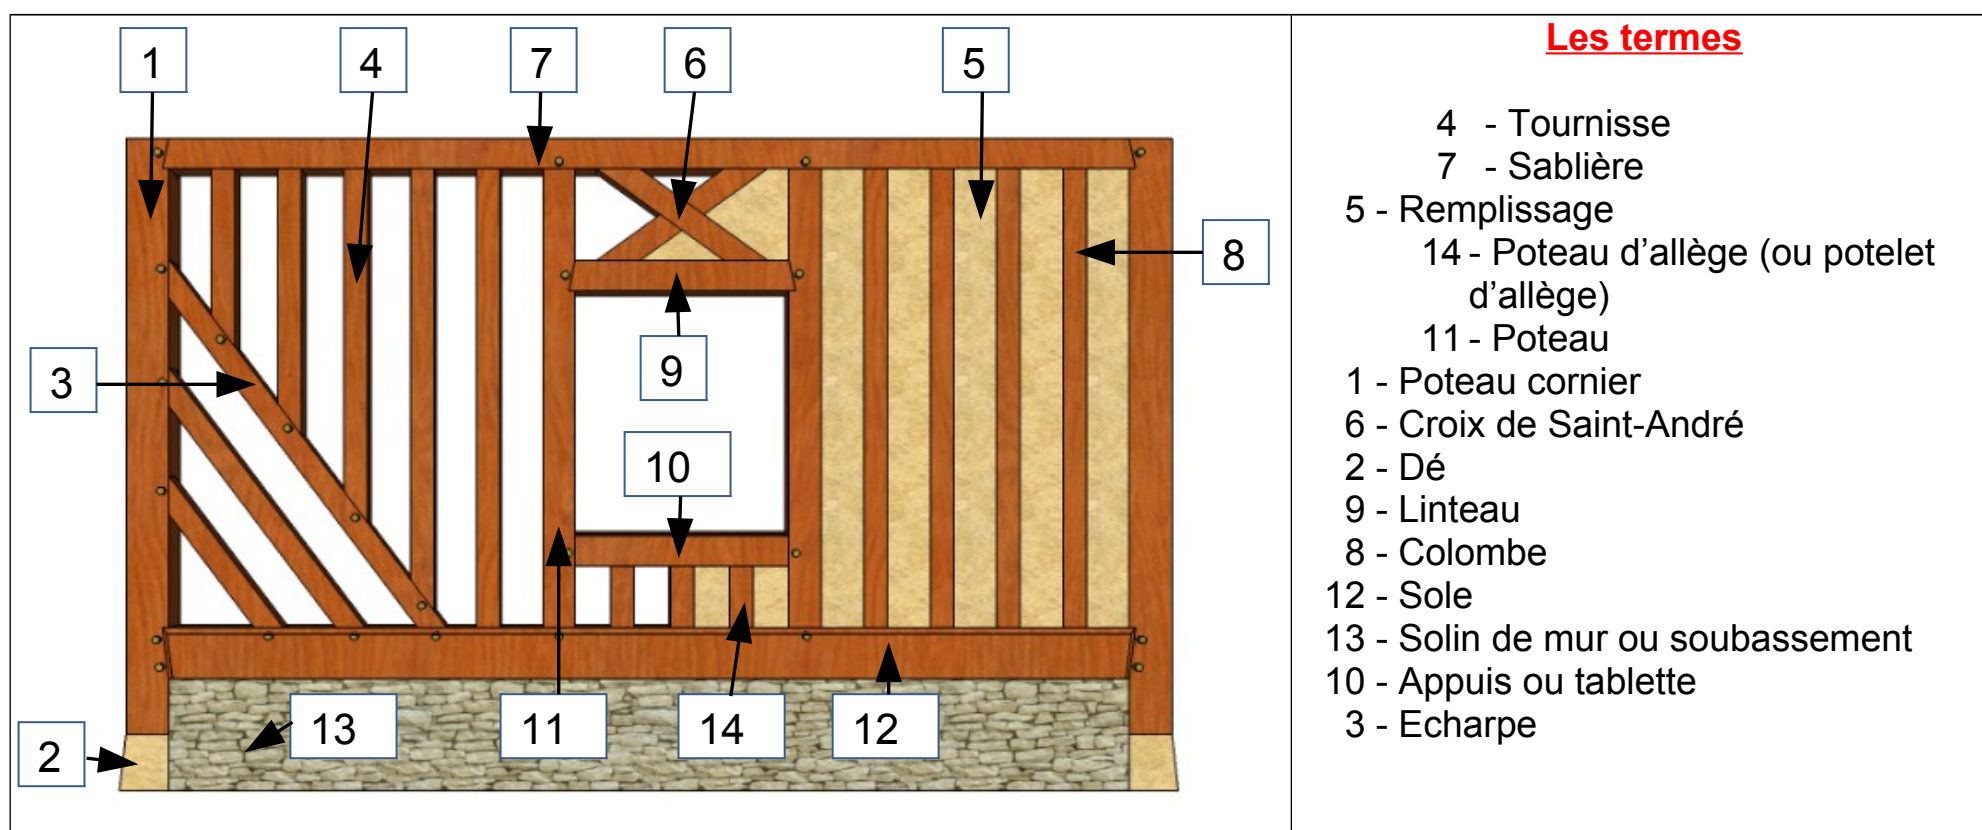 1
4
7
6
5
8
3
9
10
13
11
14
12
2
Les termes
4 - Tournisse
7 - Sablière
5 - Remplissage
14 - Poteau d’allège (ou potelet
d’allège)
11 - Poteau
1 - Poteau cornier
6 - Croix de Saint-André
2 - Dé
9 - Linteau
8 - Colombe
12 - Sole
13 - Solin de mur ou soubassement
10 - Appuis ou tablette
3 - Echarpe